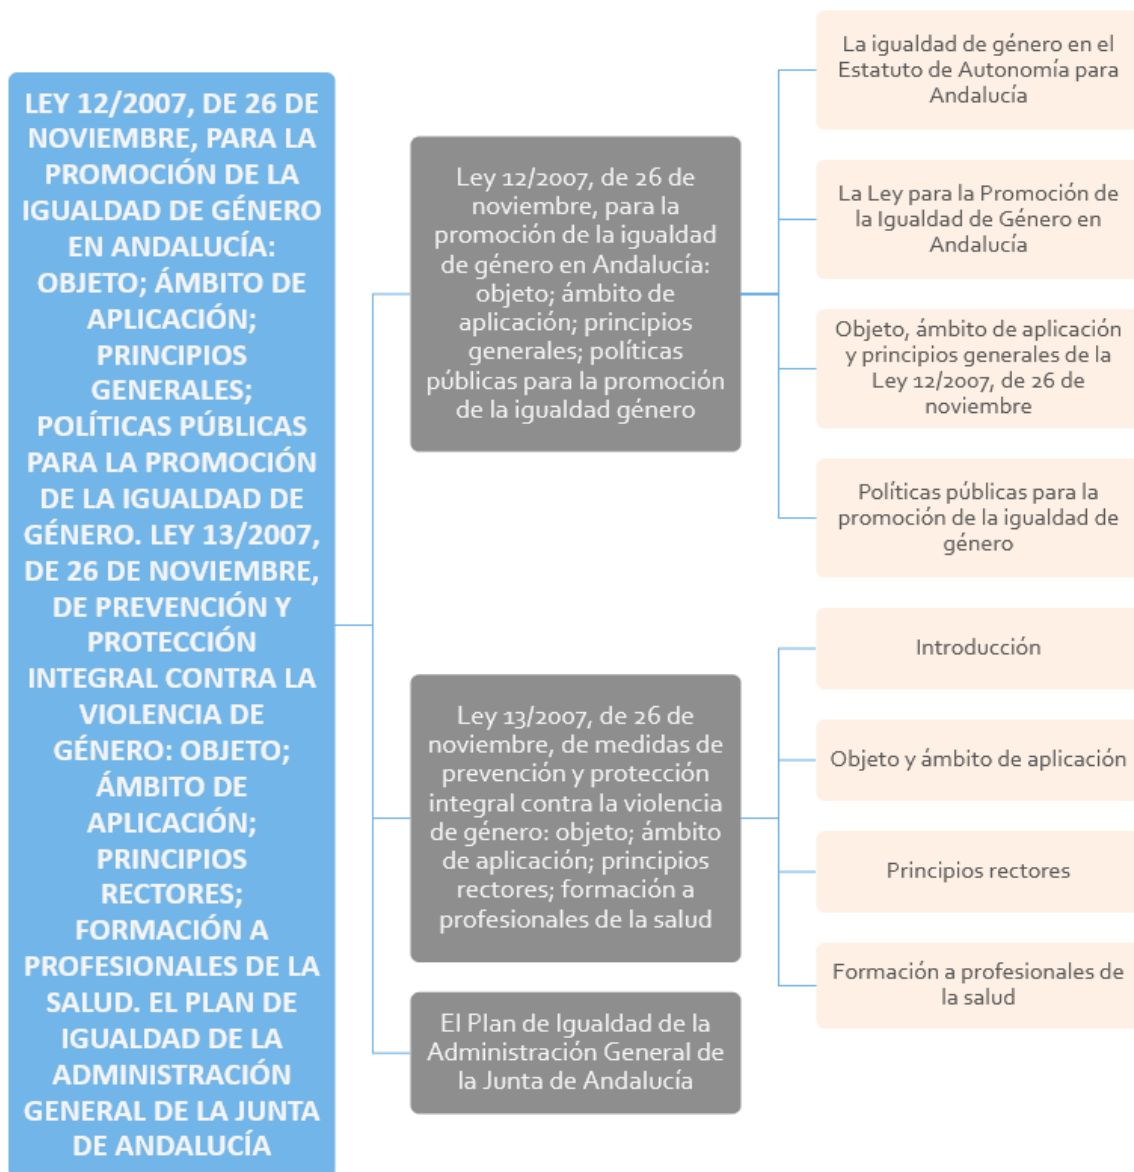 LEY 12/2007, DE 26 DE
NOVIEMBRE, PARA LA
PROMOCIÓN DE LA
IGUALDAD DE GÉNERO
EN ANDALUCÍA:
OBJETO; ÁMBITO DE
APLICACIÓN;
PRINCIPIOS
GENERALES;
POLÍTICAS PÚBLICAS
PARA LA PROMOCIÓN
DE LA IGUALDAD DE
GÉNERO. LEY 13/2007,
DE 26 DE NOVIEMBRE,
DE PREVENCIÓN Y
PROTECCIÓN
INTEGRAL CONTRA LA
VIOLENCIA DE
GÉNERO: OBJETO;
ÁMBITO DE
APLICACIÓN;
PRINCIPIOS
RECTORES;
FORMACIÓN A
PROFESIONALES DE LA
SALUD. EL PLAN DE
IGUALDAD DE LA
ADMINISTRACIÓN
GENERAL DE LA JUNTA
DE ANDALUCÍA
Ley 12/2007, de 26 de
noviembre, para la
promoción de la igualdad
de género en Andalucía:
objeto; ámbito de
aplicación; principios
generales; políticas
públicas para la promoción
de la igualdad género
La igualdad de género en el
Estatuto de Autonomía para
Andalucía
La Ley para la Promoción de
la Igualdad de Género en
Andalucía
Objeto, ámbito de aplicación
y principios generales de la
Ley 12/2007, de 26 de
noviembre
Políticas públicas para la
promoción de la igualdad de
género
Ley 13/2007, de 26 de
noviembre, de medidas de
prevención y protección
integral contra la violencia
de género: objeto; ámbito
de aplicación; principios
rectores; formación a
profesionales de la salud
Introducción
Objeto y ámbito de aplicación
Principios rectores
Formación a profesionales de
la salud
El Plan de Igualdad de la
Administración General de
la Junta de Andalucía